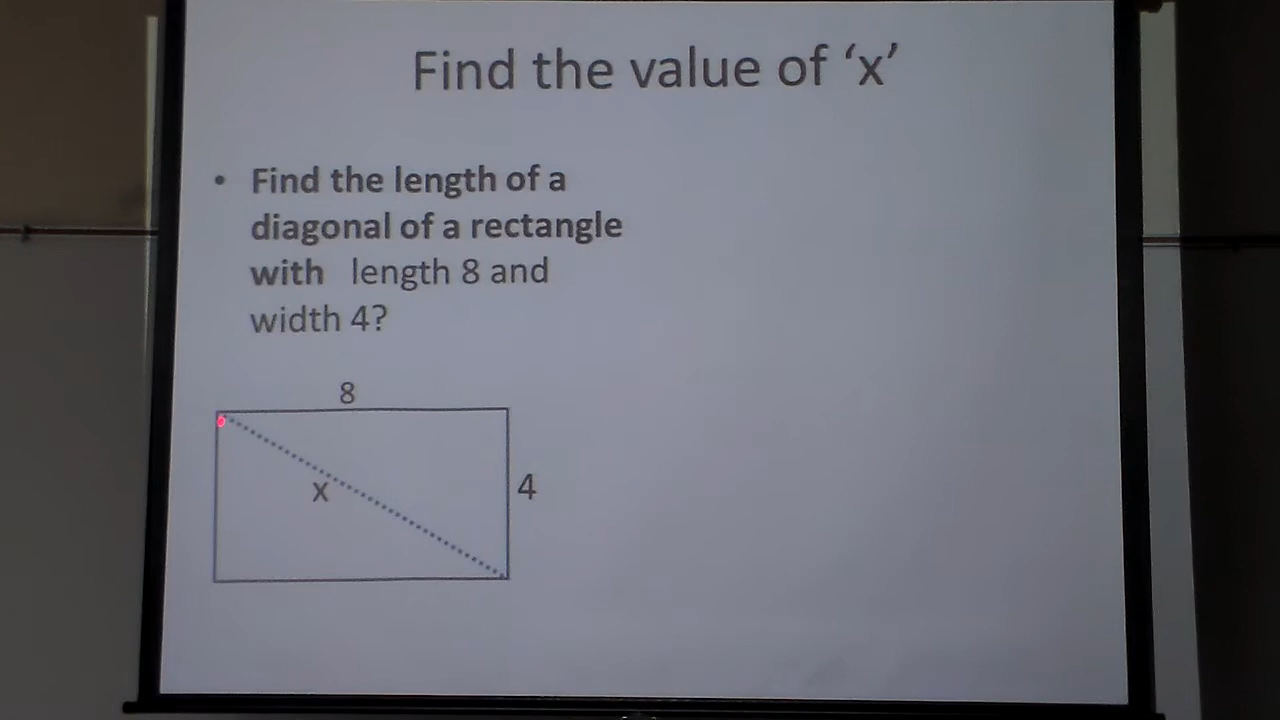 Find the value of ‘x’
• Find the length of a
diagonal of a rectangle
with length 8 and
width 4?
8
x
4